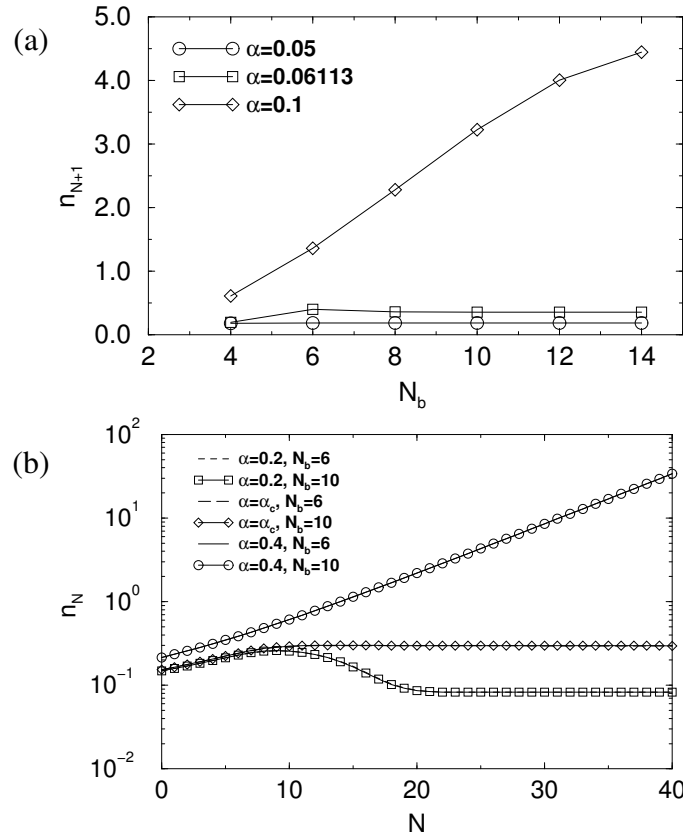 (a)
5.0
4.0
3.0
2.0
1.0
0.0
n_{N+1}
α=0.05
α=0.06113
α=0.1
2 4 6 8 10 12 14
N_b
(b)
10^2
10^1
10^0
10^{-1}
10^{-2}
n_N
α=0.2, N_b=6
α=0.2, N_b=10
α=α_c, N_b=6
α=α_c, N_b=10
α=0.4, N_b=6
α=0.4, N_b=10
0 10 20 30 40
N